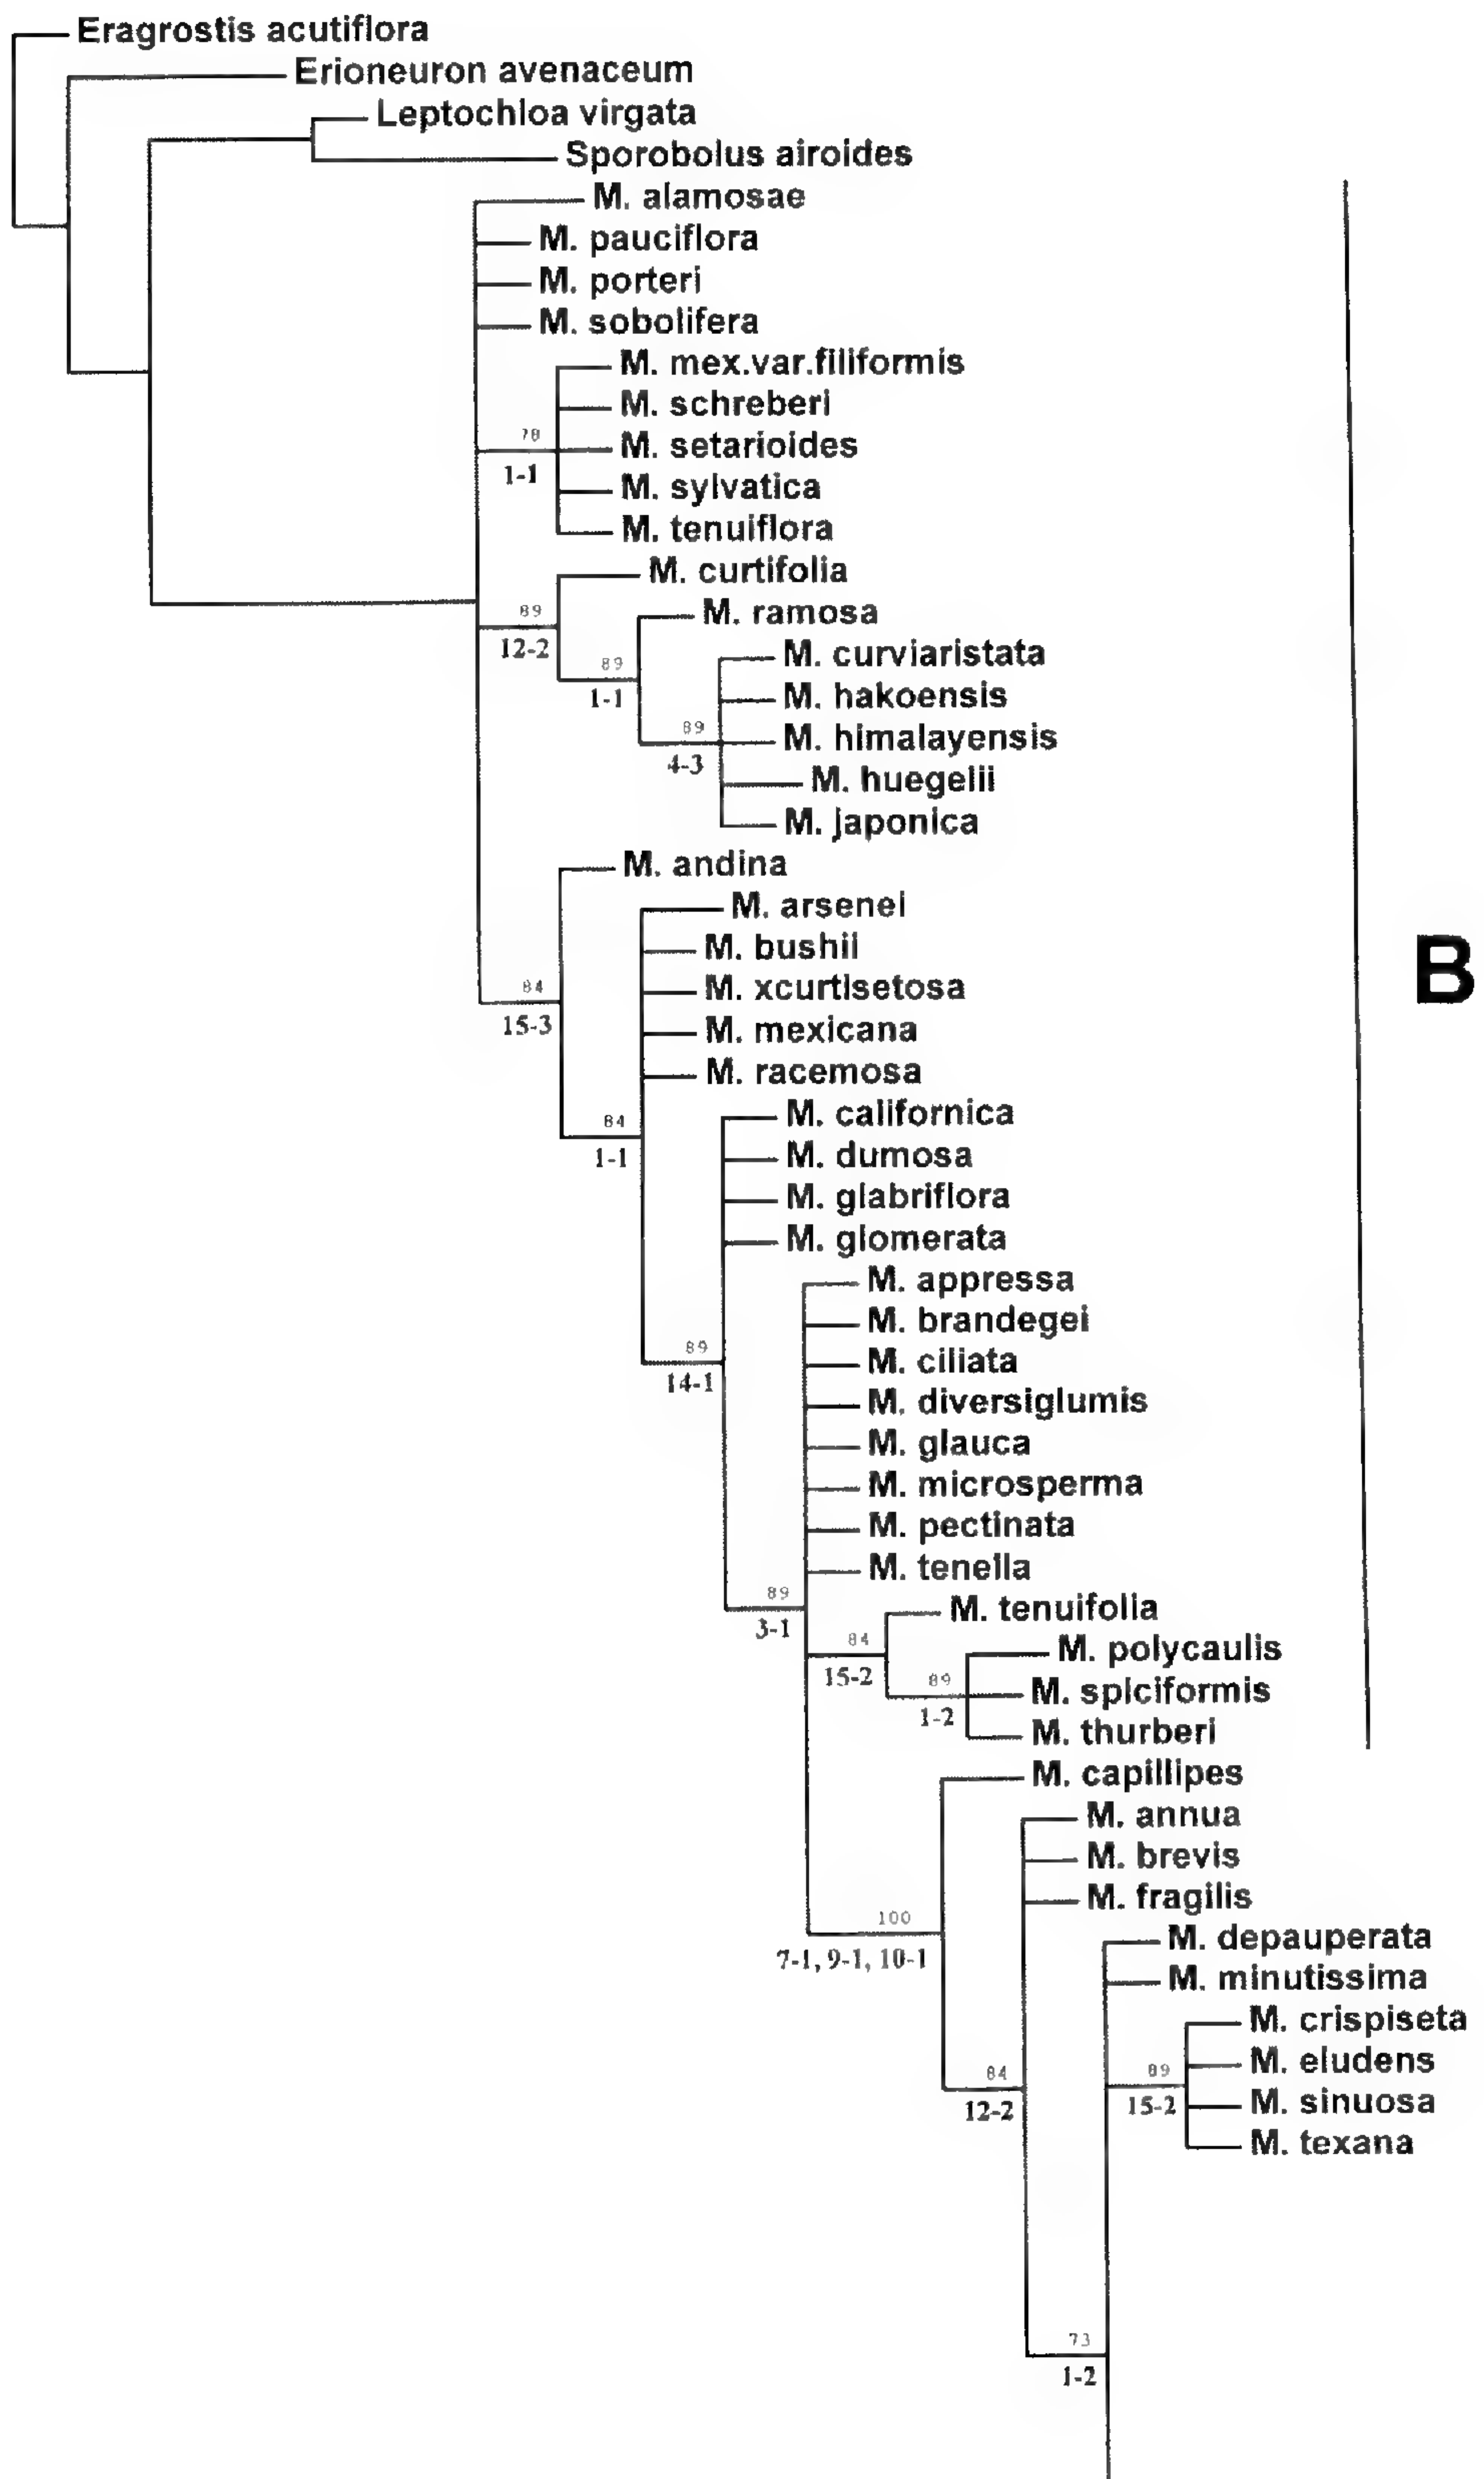 Eragrostis acutiflora
Erioneuron avenaceum
Leptochloa virgata
Sporobolus airoides
M. alamosae
M. pauciflora
M. porteri
M. sobolifera
M. mex.var.filiformis
M. schreberi
78
M. setarioides
1-1
M. sylvatica
M. tenuiflora
M. curtifolia
89
M. ramosa
12-2
M. curviaristata
89
1-1
M. hakoensis
89
M. himalayensis
4-3
M. huegelii
M. japonica
M. andina
M. arsenei
M. bushii
84
M. xcurtisetosa
15-3
M. mexicana
M. racemosa
84
M. californica
1-1
M. dumosa
M. glabriflora
M. glomerata
M. appressa
B
M. brandegei
89
M. ciliata
14-1
M. diversiglumis
M. glauca
M. microsperma
M. pectinata
M. tenella
89
M. tenuifolia
3-1
84
M. polycaulis
15-2
89
M. spiciformis
1-2
M. thurberi
M. capillipes
M. annua
M. brevis
M. fragilis
100
M. depauperata
7-1, 9-1, 10-1
M. minutissima
M. crispiseta
84
89
M. eludens
12-2
15-2
M. sinuosa
M. texana
73
1-2